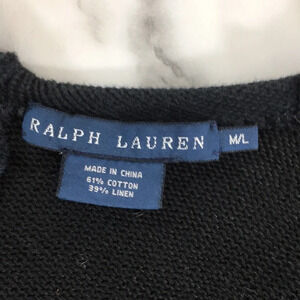 RALPH LAUREN
M/L
MADE IN CHINA
61% COTTON
39% LINEN